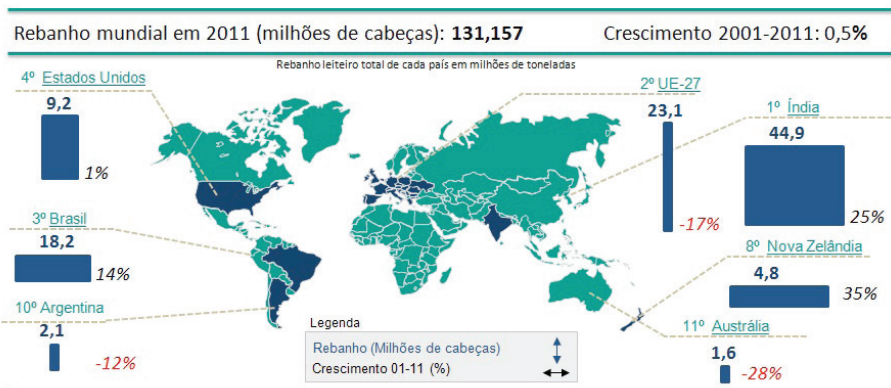 Rebanho mundial em 2011 (milhões de cabeças): 131,157 Crescimento 2001-2011: 0,5%
Rebanho leiteiro total de cada país em milhões de toneladas
4º Estados Unidos
9,2
1%
3º Brasil
18,2
14%
10º Argentina
2,1
-12%
2º UE-27
23,1
-17%
1º Índia
44,9
25%
8º Nova Zelândia
4,8
35%
11º Austrália
1,6
-28%
Legenda
Rebanho (Milhões de cabeças)
Crescimento 01-11 (%)